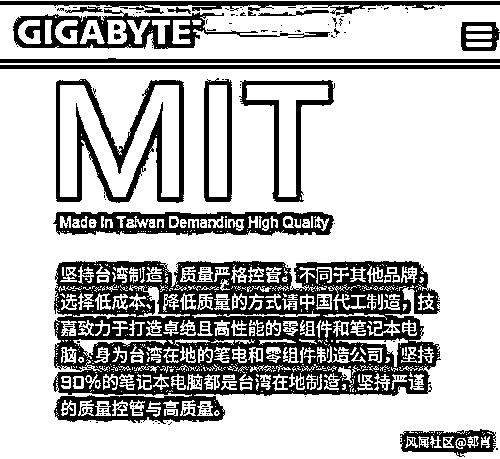 GIGABYTE
MIT
Made In Taiwan Demanding High Quality
坚持台湾制造，质量严格控管。不同于其他品牌，
选择低成本、降低质量的方式请中国代工制造，技
嘉致力于打造卓绝且高性能的零组件和笔记本电
脑。身为台湾在地的笔电和零组件制造公司，坚持
90%的笔记本电脑都是台湾在地制造，坚持严谨
的质量控管与高质量。
风闻社区@郭肖